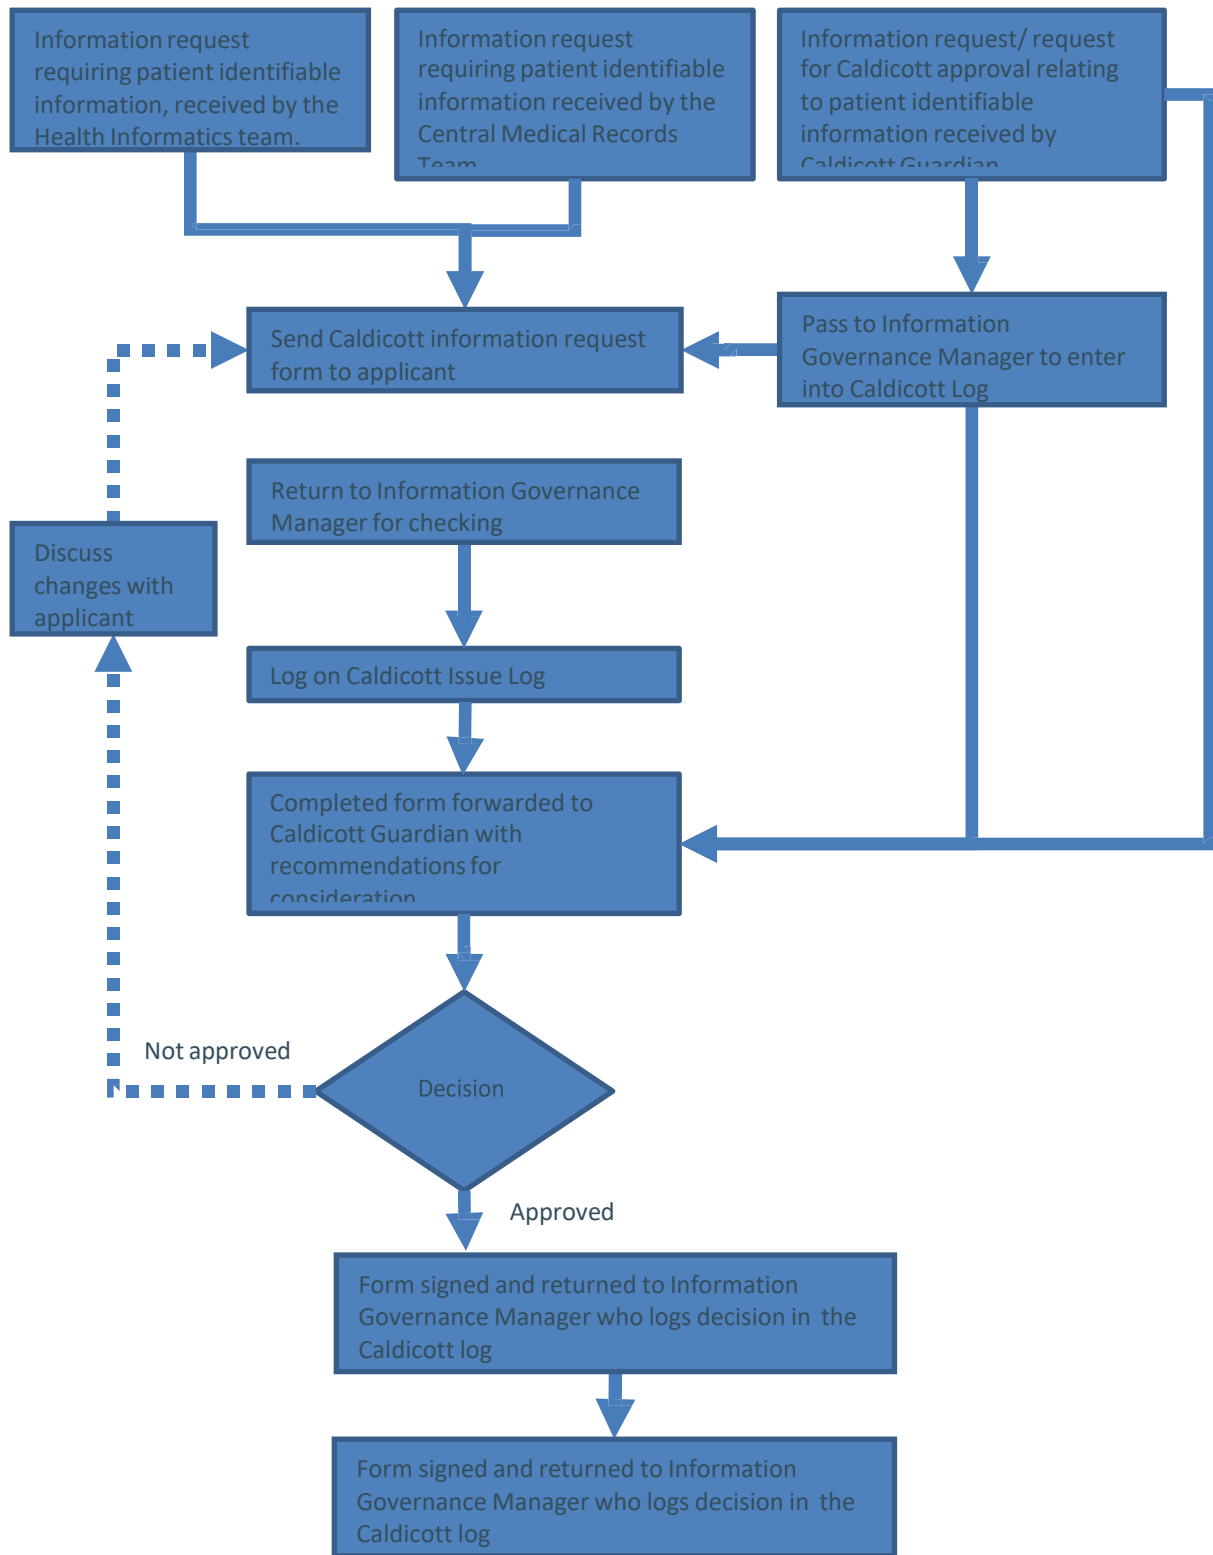 Information request
requiring patient identifiable
information, received by the
Health Informatics team.
Information request
requiring patient identifiable
information received by the
Central Medical Records
Team
Information request/ request
for Caldicott approval relating
to patient identifiable
information received by
Caldicott Guardian
Send Caldicott information request
form to applicant
Pass to Information
Governance Manager to enter
into Caldicott Log
Return to Information Governance
Manager for checking
Discuss
changes with
applicant
Log on Caldicott Issue Log
Completed form forwarded to
Caldicott Guardian with
recommendations for
consideration
Not approved
Decision
Approved
Form signed and returned to Information
Governance Manager who logs decision in the
Caldicott log
Form signed and returned to Information
Governance Manager who logs decision in the
Caldicott log